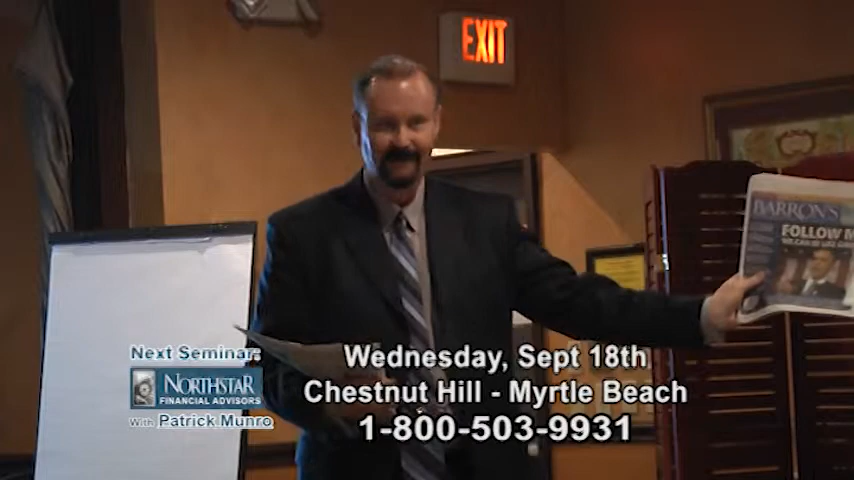 EXIT
BARRON'S
FOLLOW M
Next Seminar:
NORTHSTAR
FINANCIAL ADVISORS
With Patrick Munro
Wednesday, Sept 18th
Chestnut Hill - Myrtle Beach
1-800-503-9931